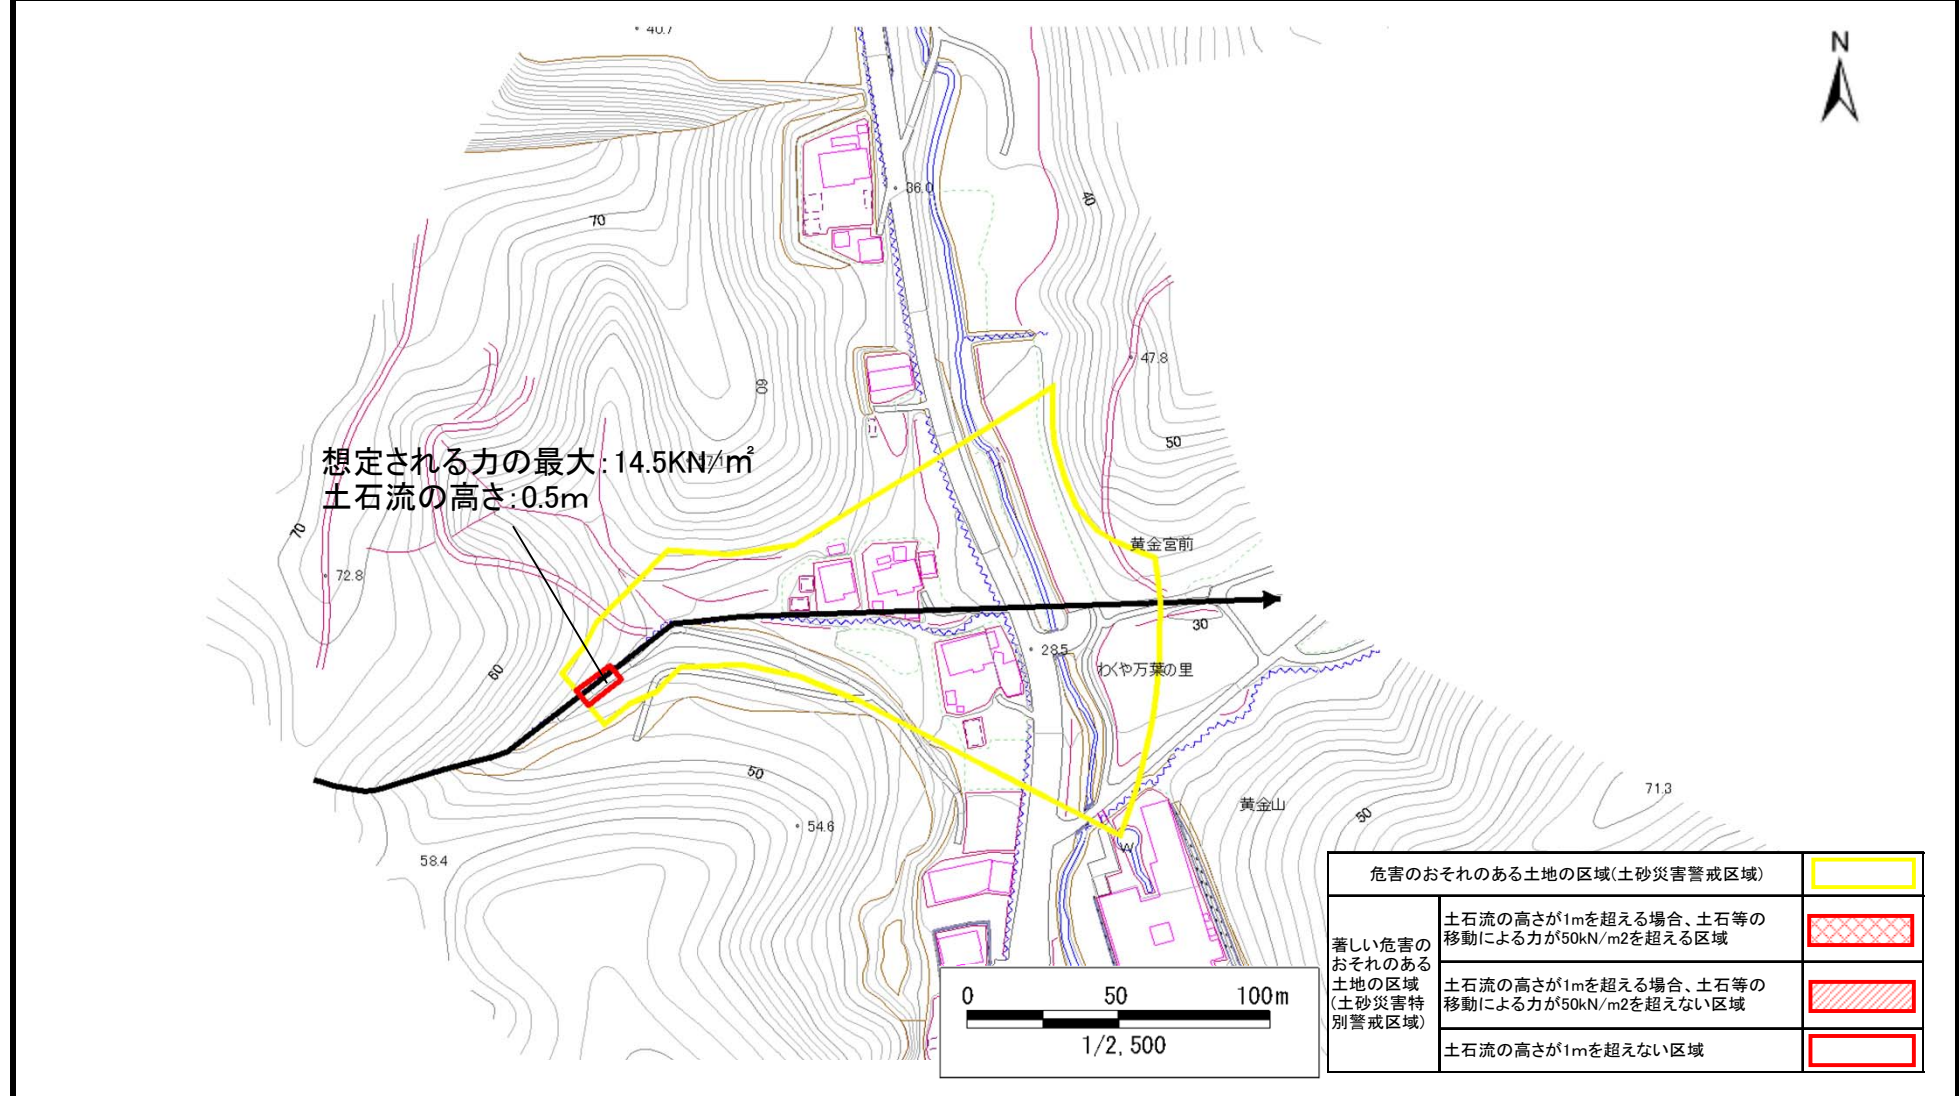 40.7
N
36.0
40
70
47.8
60
50
想定される力の最大:14.5KN/㎡
土石流の高さ:0.5m
70
黄金宮前
72.8
30
28.5
わくや万葉の里
60
50
71.3
黄金山
50
54.6
58.4
W
危害のおそれのある土地の区域(土砂災害警戒区域)
著しい危害の
おそれのある
土地の区域
(土砂災害特
別警戒区域)
土石流の高さが1mを超える場合、土石等の
移動による力が50kN/m2を超える区域
土石流の高さが1mを超える場合、土石等の
移動による力が50kN/m2を超えない区域
土石流の高さが1mを超えない区域
0 50 100m
1/2,500